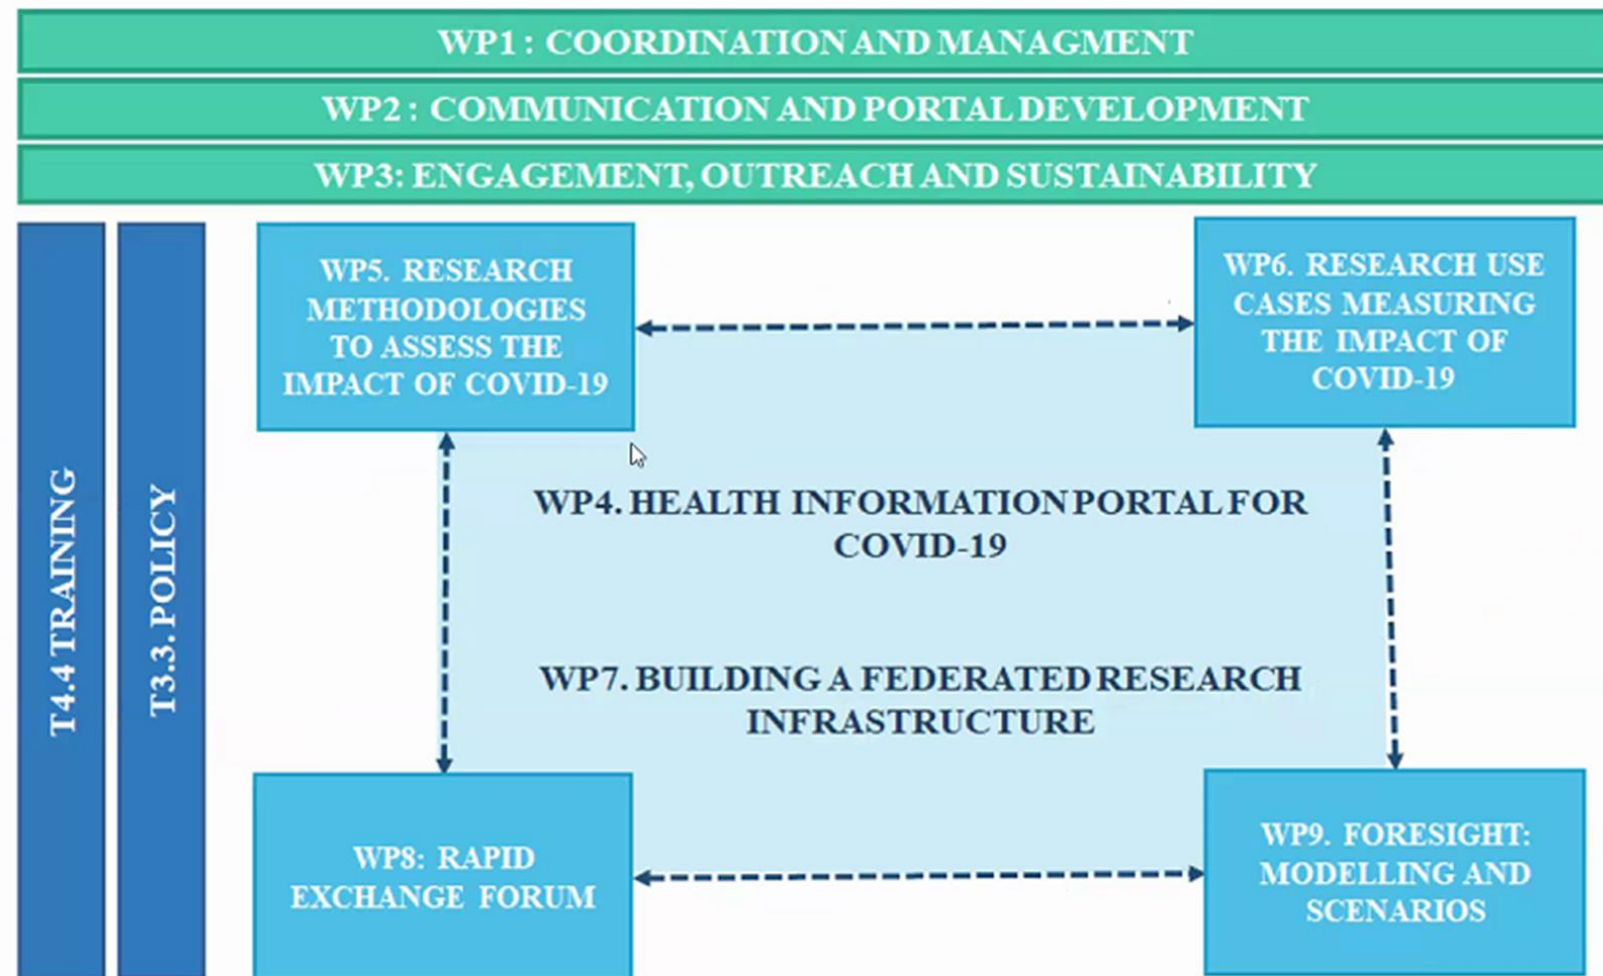 WP1 : COORDINATION AND MANAGMENT
WP2 : COMMUNICATION AND PORTAL DEVELOPMENT
WP3: ENGAGEMENT, OUTREACH AND SUSTAINABILITY
T4.4 TRAINING
T3.3. POLICY
WP5. RESEARCH
METHODOLOGIES
TO ASSESS THE
IMPACT OF COVID-19
WP6. RESEARCH USE
CASES MEASURING
THE IMPACT OF
COVID-19
WP4. HEALTH INFORMATION PORTAL FOR
COVID-19
WP7. BUILDING A FEDERATED RESEARCH
INFRASTRUCTURE
WP8: RAPID
EXCHANGE FORUM
WP9. FORESIGHT:
MODELLING AND
SCENARIOS